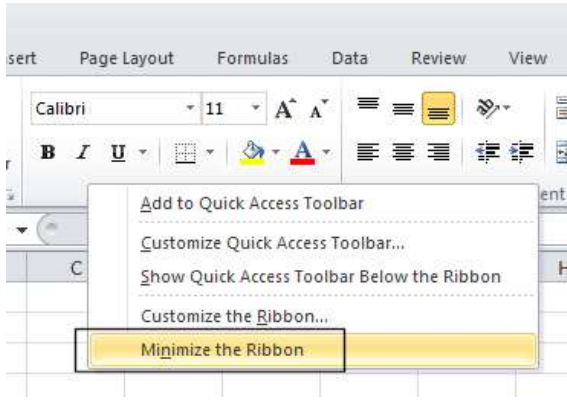 sert Page Layout Formulas Data Review View
Calibri 11 A A
B I U A
ent
Add to Quick Access Toolbar
Customize Quick Access Toolbar...
Show Quick Access Toolbar Below the Ribbon
Customize the Ribbon...
Minimize the Ribbon
C H